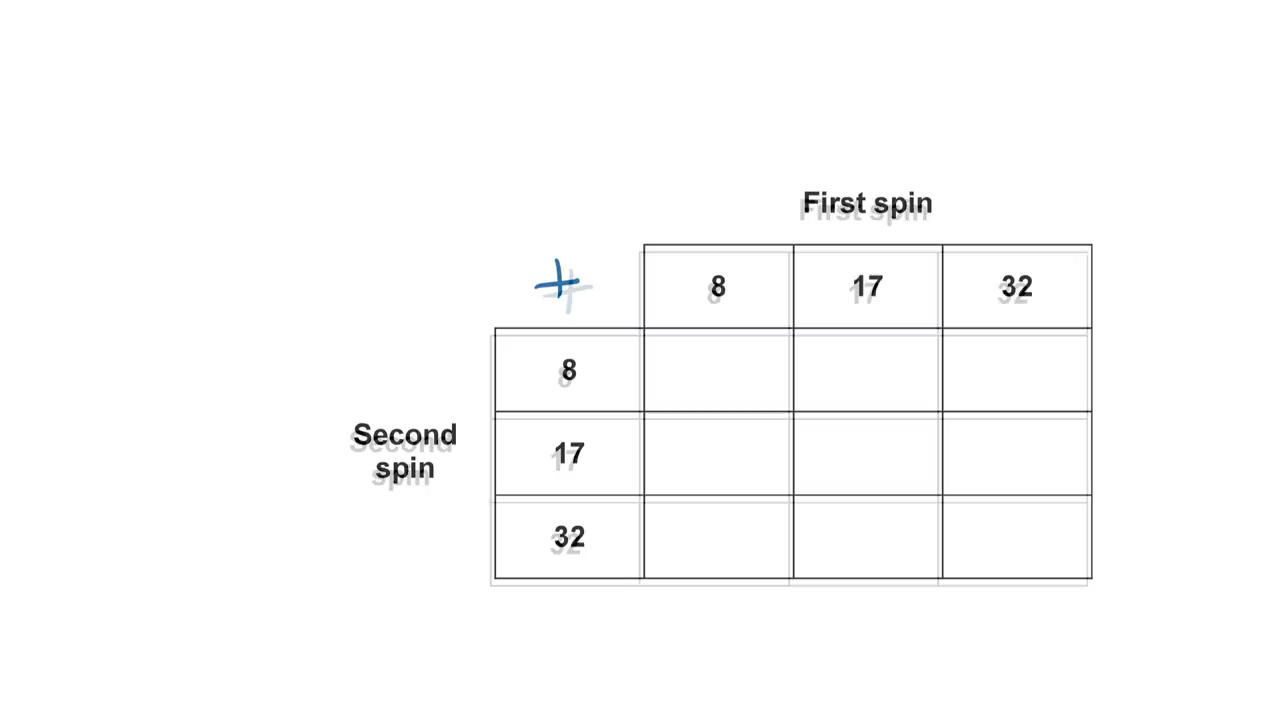 First spin
+ 8 17 32
8
Second
spin
17
32